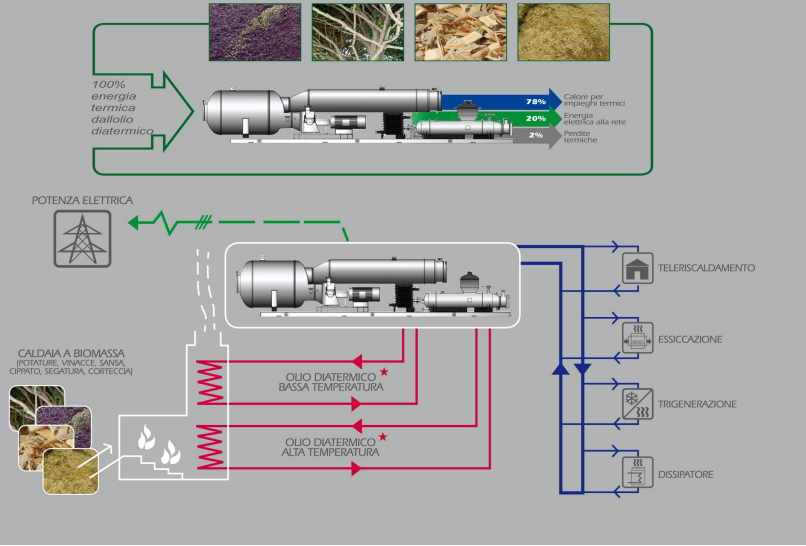 100%
energia
termica
dallolio
diatermico
78%
Calore per
impieghi termici
20%
Energia
elettrica alla rete
2%
Perdite
termiche
POTENZA ELETTRICA
TELERISCALDAMENTO
ESSICCAZIONE
TRIGENERAZIONE
DISSIPATORE
CALDAIA A BIOMASSA
(POTATURE, VINACCE, SANSA,
CIPPATO, SEGATURA, CORTECCIA)
OLIO DIATERMICO
BASSA TEMPERATURA
OLIO DIATERMICO
ALTA TEMPERATURA